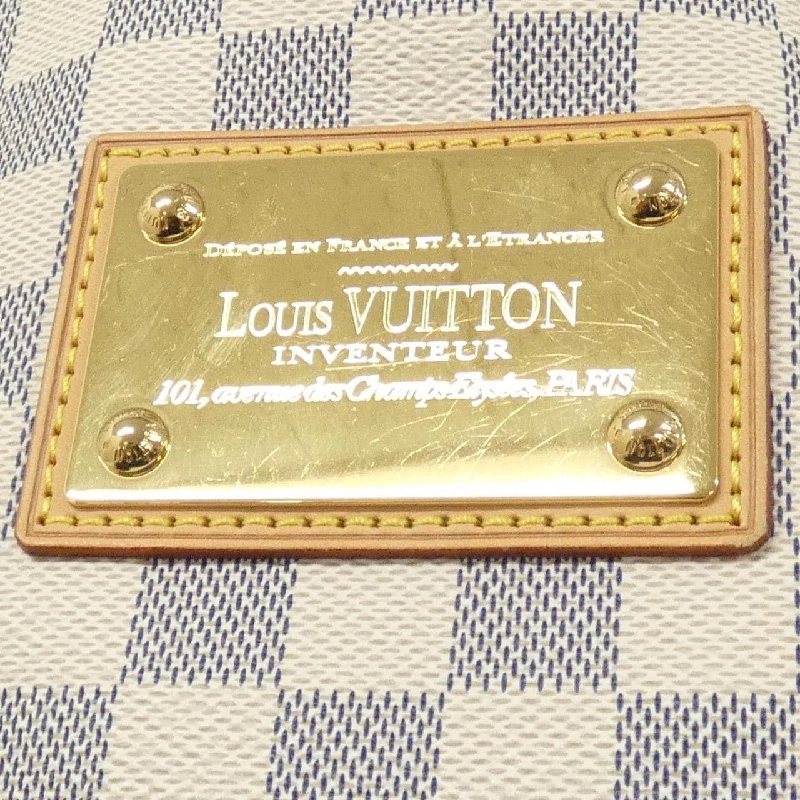 DÉPOSÉ EN FRANCE ET À L'ETRANGER
LOUIS VUITTON
INVENTEUR
101, avenue des Champs-Elysées, PARIS